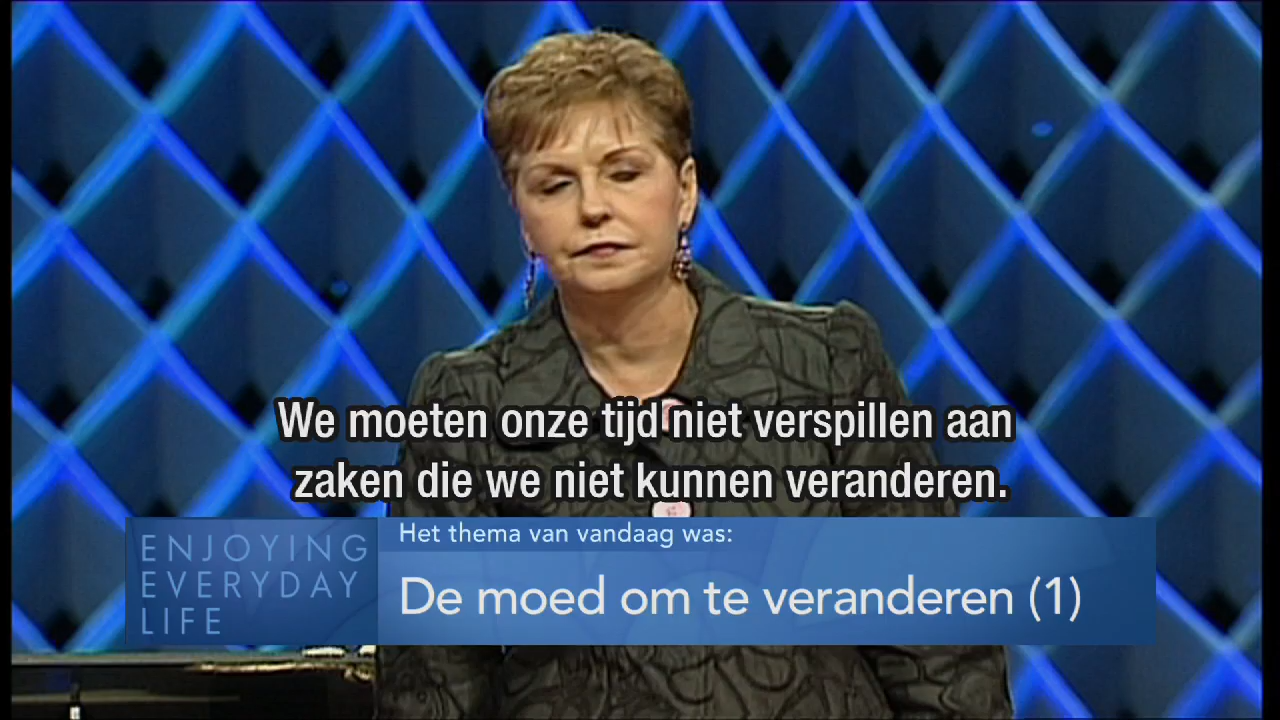 We moeten onze tijd niet verspillen aan
zaken die we niet kunnen veranderen.
ENJOYING
EVERYDAY
LIFE
Het thema van vandaag was:
De moed om te veranderen (1)